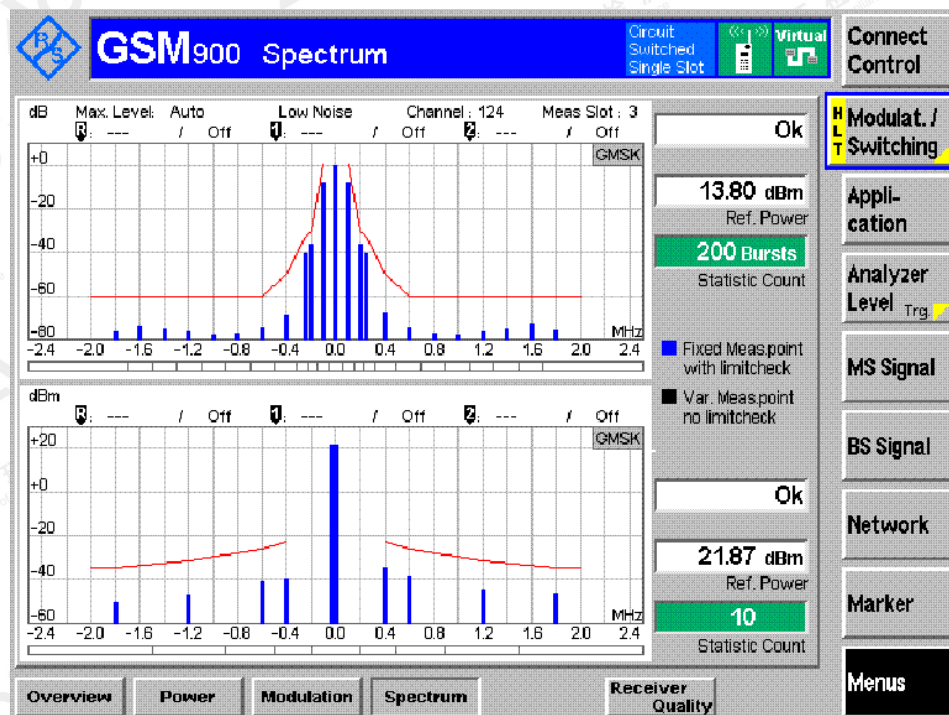 R/S
GSM900 Spectrum
Circuit
Switched
Single Slot
Virtual
Connect
Control
dB Max. Level: Auto Low Noise Channel : 124 Meas Slot : 3
R: --- / Off 1: --- / Off 2: --- / Off
GMSK
+0
-20
-40
-60
-80
MHz
-2.4 -2.0 -1.6 -1.2 -0.8 -0.4 0.0 0.4 0.8 1.2 1.6 2.0 2.4
Ok
13.80 dBm
Ref. Power
200 Bursts
Statistic Count
Fixed Meas.point
with limitcheck
Var. Meas.point
no limitcheck
dBm
R: --- / Off 1: --- / Off 2: --- / Off
GMSK
+20
+0
-20
-40
-60
MHz
-2.4 -2.0 -1.6 -1.2 -0.8 -0.4 0.0 0.4 0.8 1.2 1.6 2.0 2.4
Ok
21.87 dBm
Ref. Power
10
Statistic Count
HLT
Modulat. /
Switching
Appli-
cation
Analyzer
Level Trg.
MS Signal
BS Signal
Network
Marker
Menus
Overview Power Modulation Spectrum Receiver
Quality